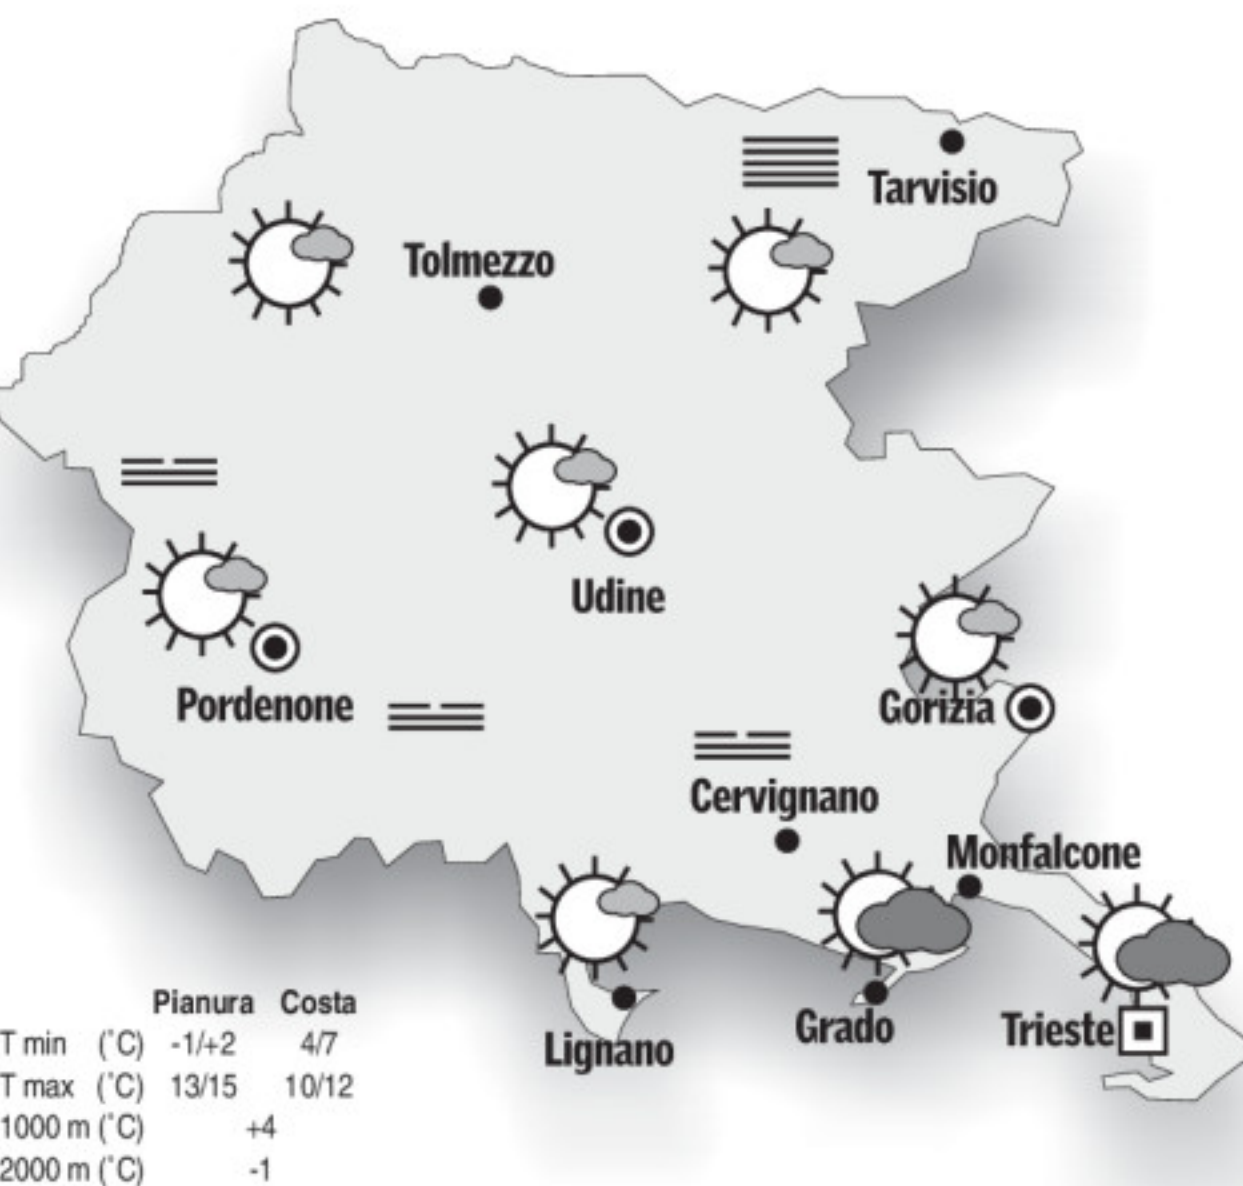 Tarvisio
Tolmezzo
Udine
Pordenone
Gorizia
Cervignano
Monfalcone
Lignano
Grado
Trieste
Pianura Costa
T min (°C) -1/+2 4/7
T max (°C) 13/15 10/12
1000 m (°C) +4
2000 m (°C) -1